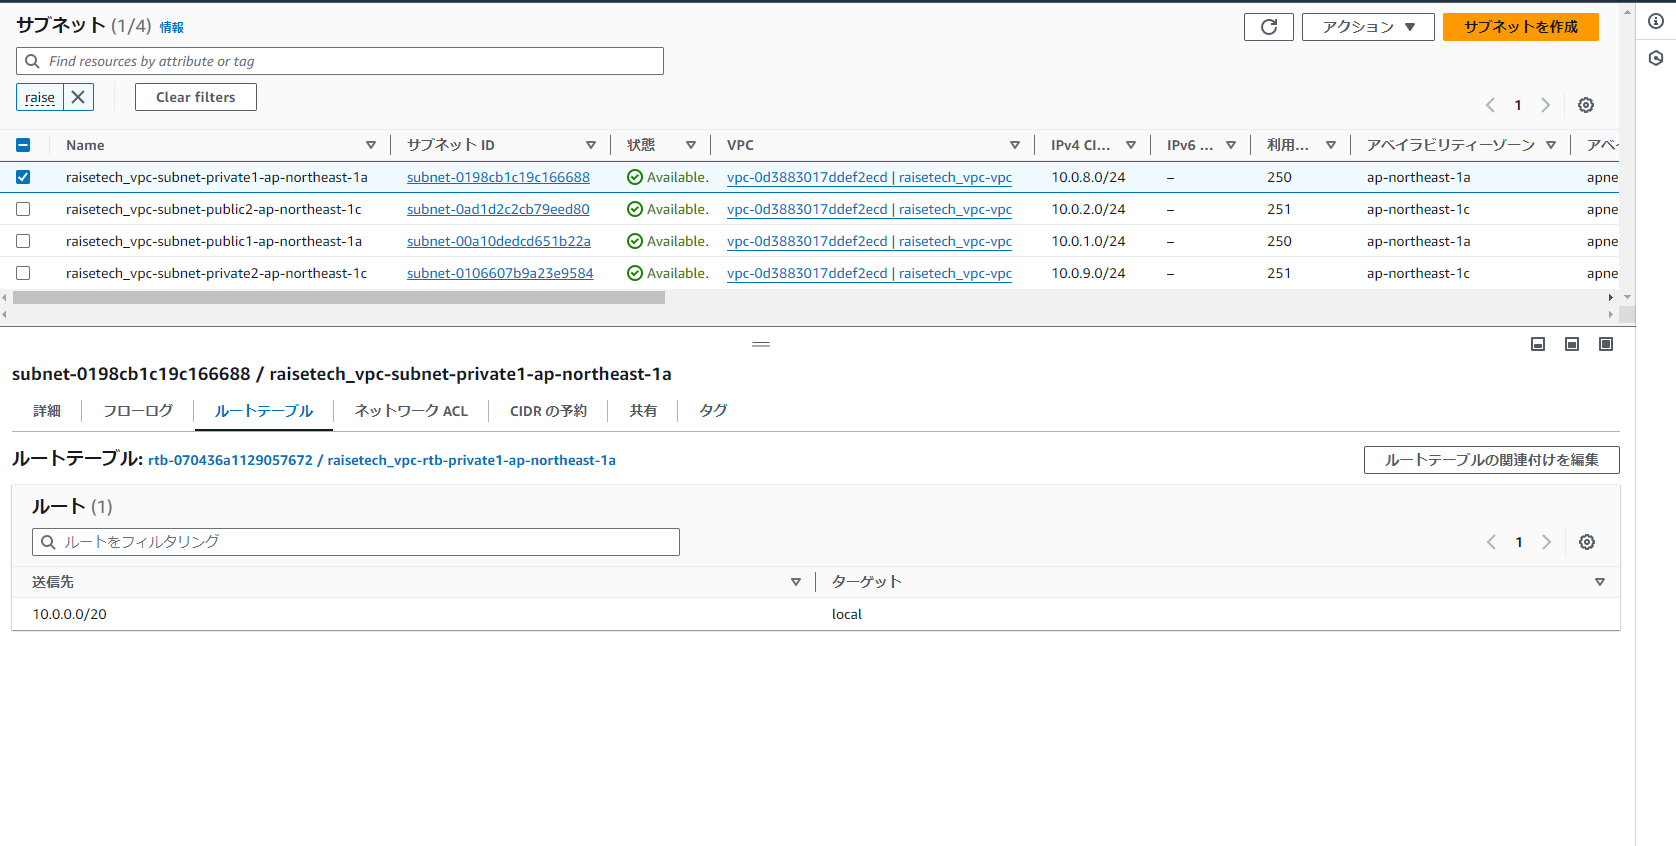 サブネット (1/4) 情報
アクション
サブネットを作成
Find resources by attribute or tag
raise
Clear filters
1
Name サブネット ID 状態 VPC IPv4 CI... IPv6 ... 利用... アベイラビリティーゾーン アベ
raisetech_vpc-subnet-private1-ap-northeast-1a subnet-0198cb1c19c166688 Available. vpc-0d3883017ddef2ecd | raisetech_vpc-vpc 10.0.8.0/24 – 250 ap-northeast-1a apne
raisetech_vpc-subnet-public2-ap-northeast-1c subnet-0ad1d2c2cb79eed80 Available. vpc-0d3883017ddef2ecd | raisetech_vpc-vpc 10.0.2.0/24 – 251 ap-northeast-1c apne
raisetech_vpc-subnet-public1-ap-northeast-1a subnet-00a10dedcd651b22a Available. vpc-0d3883017ddef2ecd | raisetech_vpc-vpc 10.0.1.0/24 – 250 ap-northeast-1a apne
raisetech_vpc-subnet-private2-ap-northeast-1c subnet-0106607b9a23e9584 Available. vpc-0d3883017ddef2ecd | raisetech_vpc-vpc 10.0.9.0/24 – 251 ap-northeast-1c apne
subnet-0198cb1c19c166688 / raisetech_vpc-subnet-private1-ap-northeast-1a
詳細 フローログ ルートテーブル ネットワーク ACL CIDR の予約 共有 タグ
ルートテーブル: rtb-070436a1129057672 / raisetech_vpc-rtb-private1-ap-northeast-1a
ルートテーブルの関連付けを編集
ルート (1)
ルートをフィルタリング
1
送信先 ターゲット
10.0.0.0/20 local